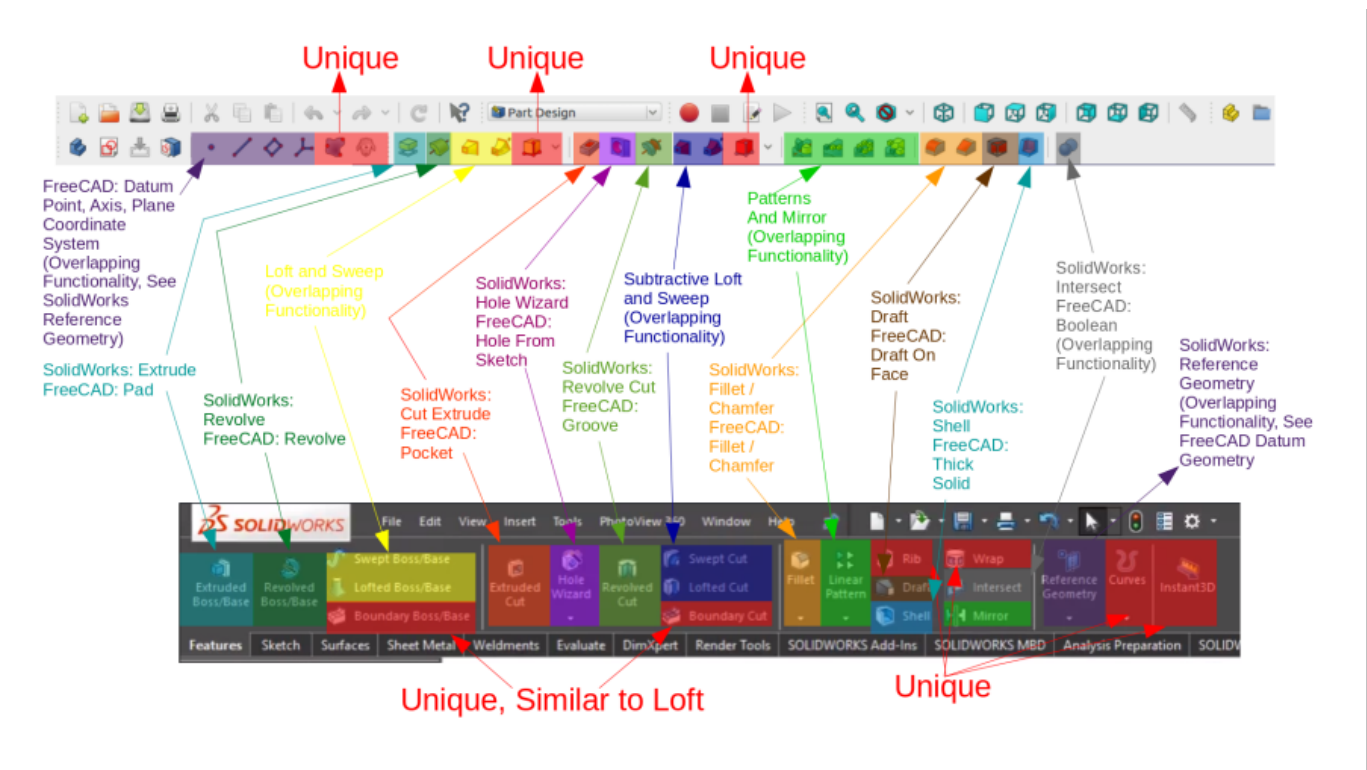 Unique
Unique
Unique
Part Design
FreeCAD: Datum
Point, Axis, Plane
Coordinate
System
(Overlapping
Functionality, See
SolidWorks
Reference
Geometry)
SolidWorks: Extrude
FreeCAD: Pad
SolidWorks:
Revolve
FreeCAD: Revolve
Loft and Sweep
(Overlapping
Functionality)
SolidWorks:
Cut Extrude
FreeCAD:
Pocket
SolidWorks:
Hole Wizard
FreeCAD:
Hole From
Sketch
SolidWorks:
Revolve Cut
FreeCAD:
Groove
Subtractive Loft
and Sweep
(Overlapping
Functionality)
Patterns
And Mirror
(Overlapping
Functionality)
SolidWorks:
Fillet /
Chamfer
FreeCAD:
Fillet /
Chamfer
SolidWorks:
Draft
FreeCAD:
Draft On
Face
SolidWorks:
Shell
FreeCAD:
Thick
Solid
SolidWorks:
Intersect
FreeCAD:
Boolean
(Overlapping
Functionality)
SolidWorks:
Reference
Geometry
(Overlapping
Functionality, See
FreeCAD Datum
Geometry
SOLIDWORKS
File Edit View Insert Tools PhotoView 360 Window Help
Extruded
Boss/Base
Revolved
Boss/Base
Swept Boss/Base
Lofted Boss/Base
Boundary Boss/Base
Extruded
Cut
Hole
Wizard
Revolved
Cut
Swept Cut
Lofted Cut
Boundary Cut
Fillet
Linear
Pattern
Rib
Draft
Shell
Wrap
Intersect
Mirror
Reference
Geometry
Curves
Instant3D
Features Sketch Surfaces Sheet Metal Weldments Evaluate DimXpert Render Tools SOLIDWORKS Add-Ins SOLIDWORKS MBD Analysis Preparation SOLIDW
Unique, Similar to Loft
Unique